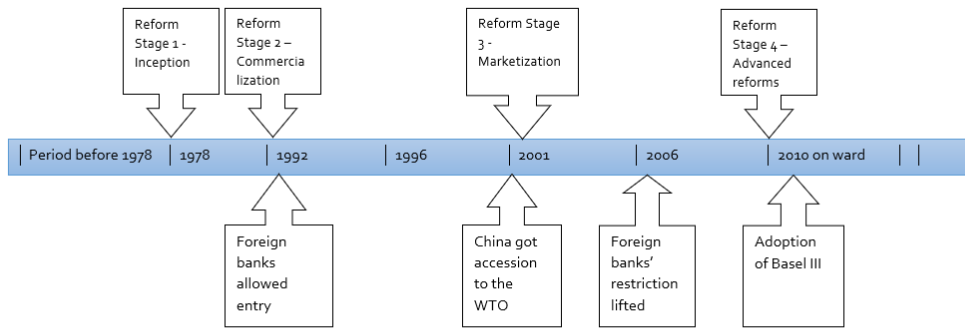 Reform
Stage 1 -
Inception
Reform
Stage 2 –
Commercia
lization
Reform Stage
3 -
Marketization
Reform
Stage 4 –
Advanced
reforms
Period before 1978
1978
1992
1996
2001
2006
2010 on ward
Foreign
banks
allowed
entry
China got
accession
to the
WTO
Foreign
banks’
restriction
lifted
Adoption
of Basel III